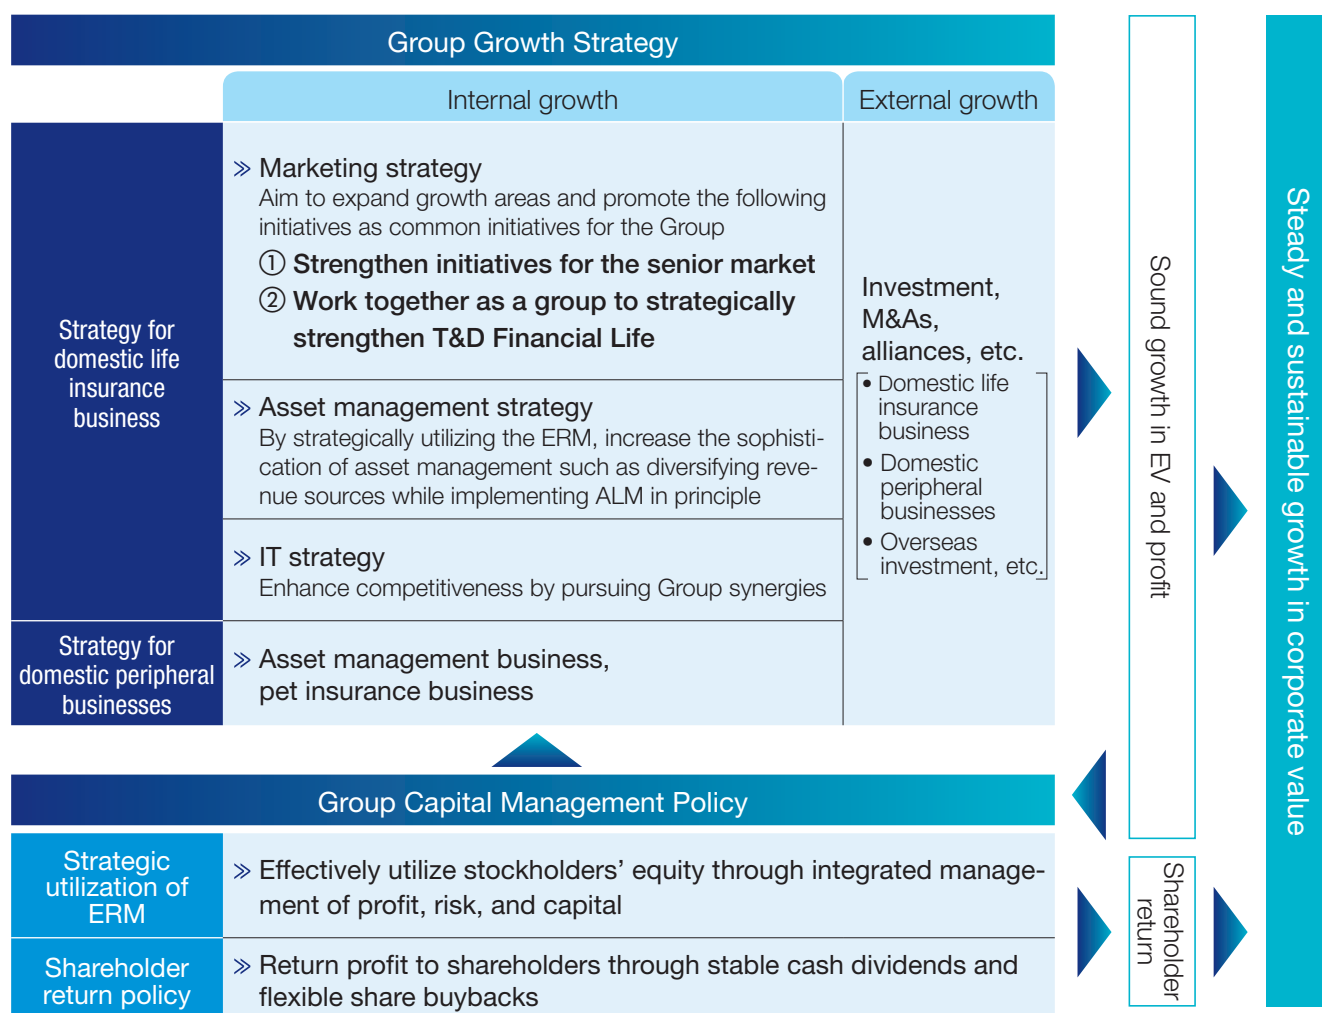 Group Growth Strategy
Internal growth
External growth
Strategy for
domestic life
insurance
business
≫ Marketing strategy
Aim to expand growth areas and promote the following
initiatives as common initiatives for the Group
① Strengthen initiatives for the senior market
② Work together as a group to strategically
strengthen T&D Financial Life
≫ Asset management strategy
By strategically utilizing the ERM, increase the sophisti-
cation of asset management such as diversifying reve-
nue sources while implementing ALM in principle
≫ IT strategy
Enhance competitiveness by pursuing Group synergies
Investment,
M&As,
alliances, etc.
• Domestic life
insurance
business
• Domestic
peripheral
businesses
• Overseas
investment, etc.
Strategy for
domestic peripheral
businesses
≫ Asset management business,
pet insurance business
Group Capital Management Policy
Strategic
utilization of
ERM
≫ Effectively utilize stockholders’ equity through integrated manage-
ment of profit, risk, and capital
Shareholder
return policy
≫ Return profit to shareholders through stable cash dividends and
flexible share buybacks
Sound growth in EV and profit
Shareholder
return
Steady and sustainable growth in corporate value